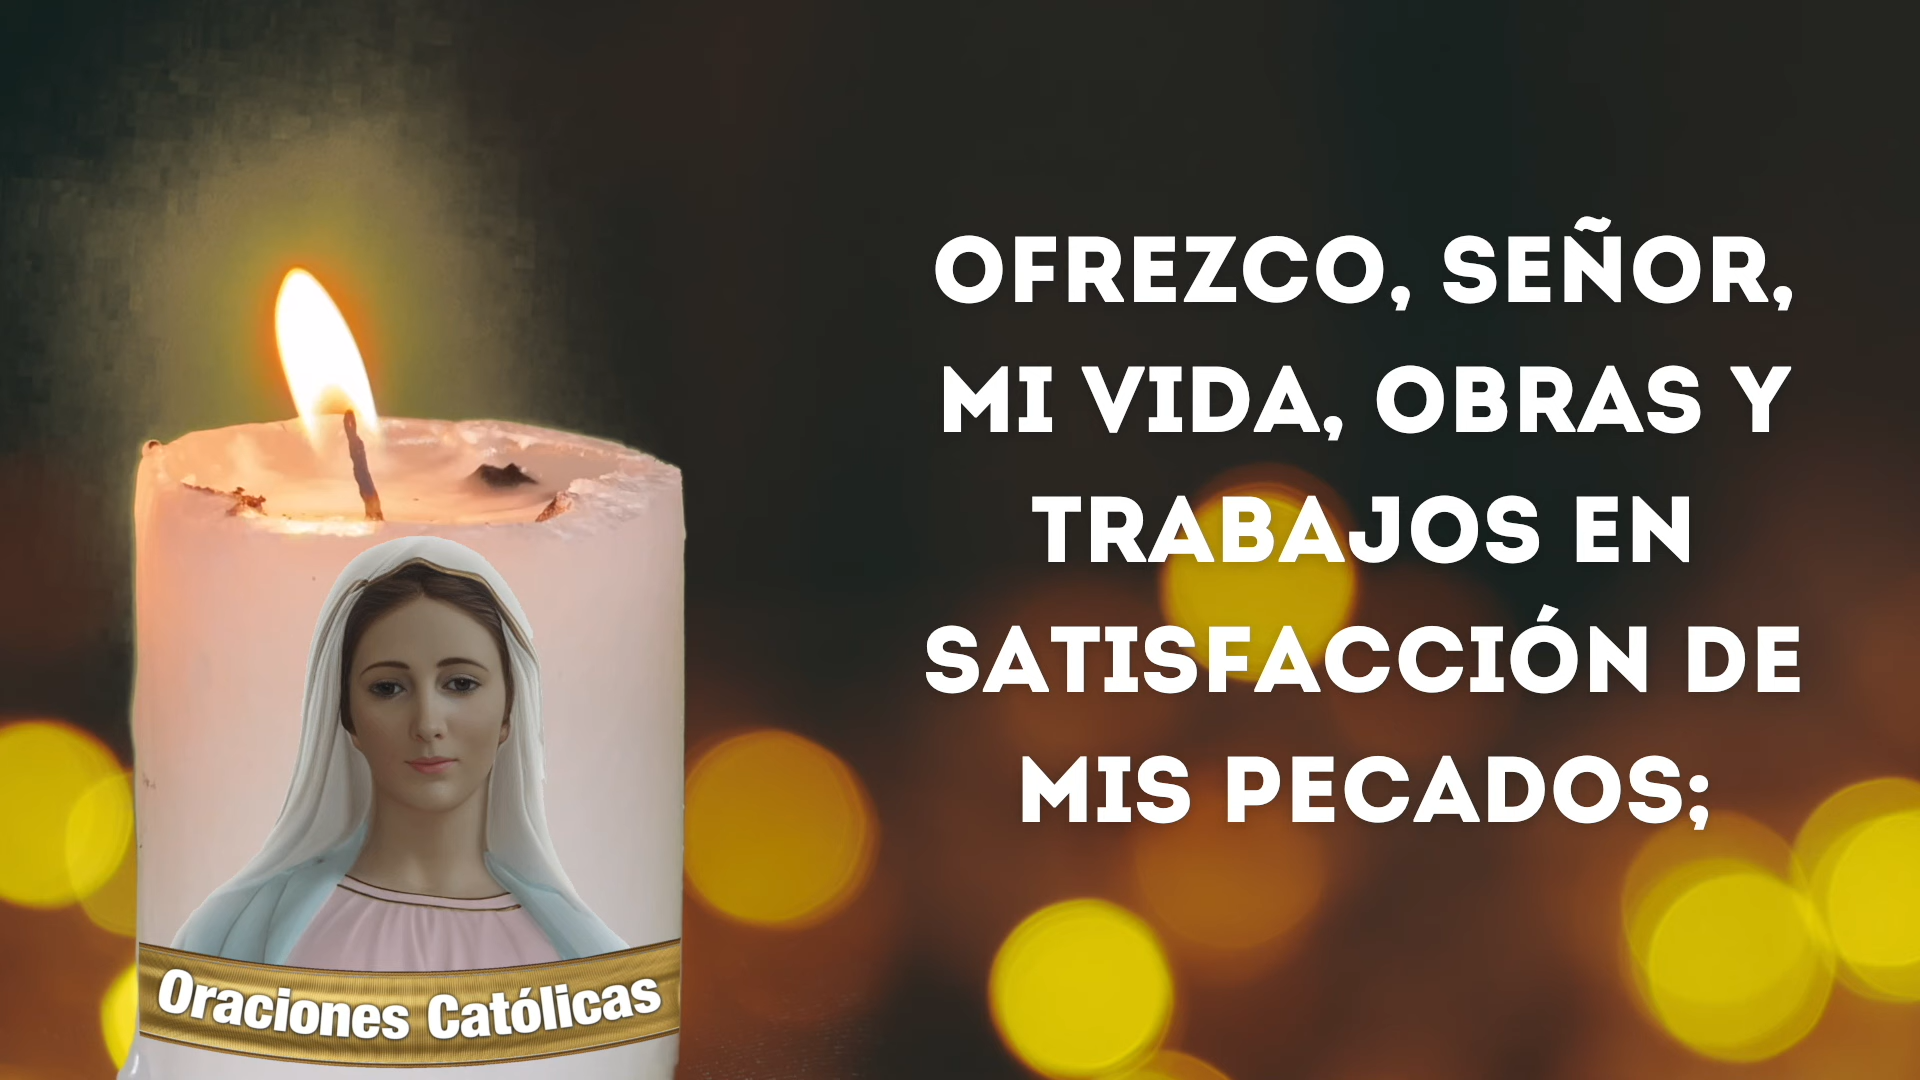 OFREZCO, SEÑOR,
MI VIDA, OBRAS Y
TRABAJOS EN
SATISFACCIÓN DE
MIS PECADOS;
Oraciones Católicas